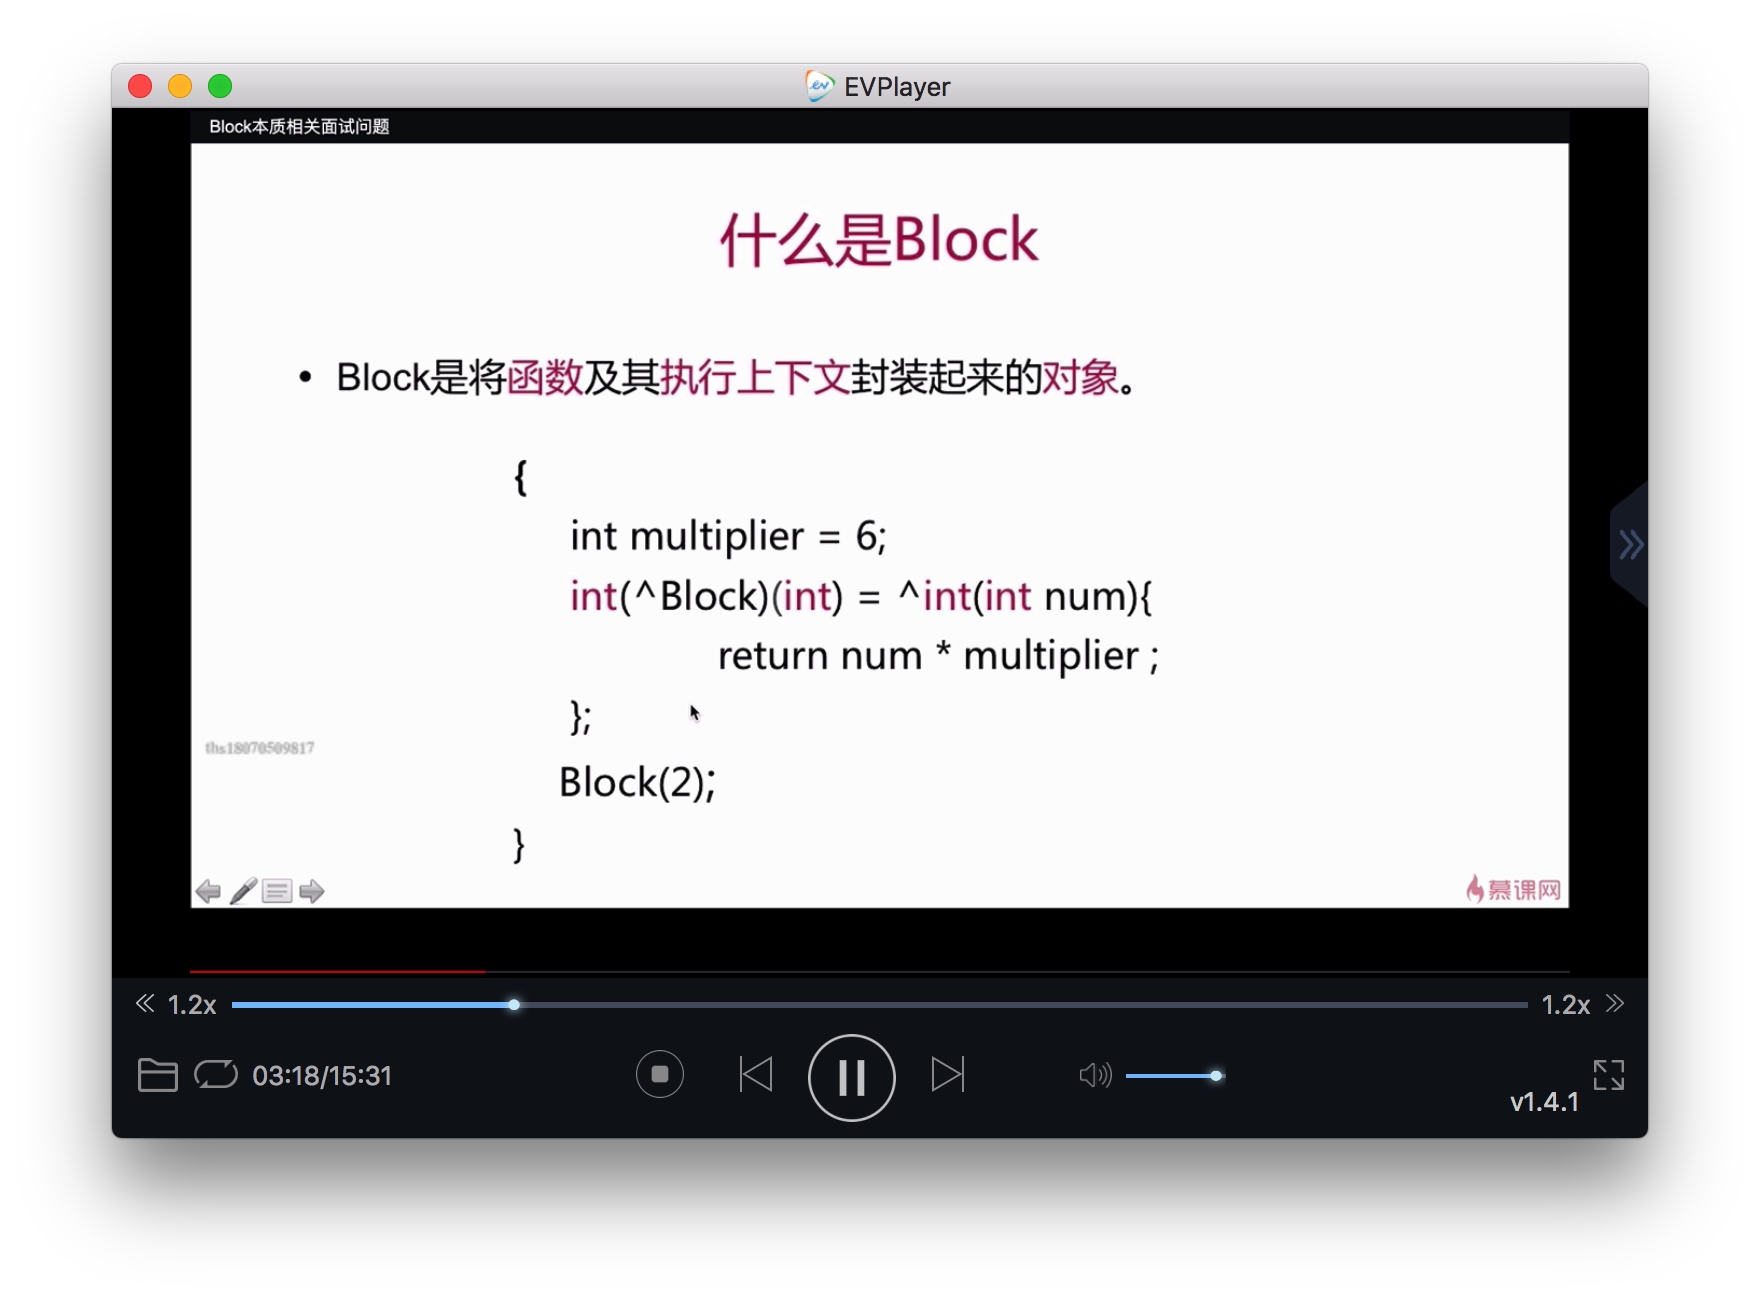 EVPlayer
Block本质相关面试问题
什么是Block
• Block是将函数及其执行上下文封装起来的对象。
{
int multiplier = 6;
int(^Block)(int) = ^int(int num){
return num * multiplier ;
};
ths18070509817
Block(2);
}
慕课网
1.2x
1.2x
03:18/15:31
v1.4.1